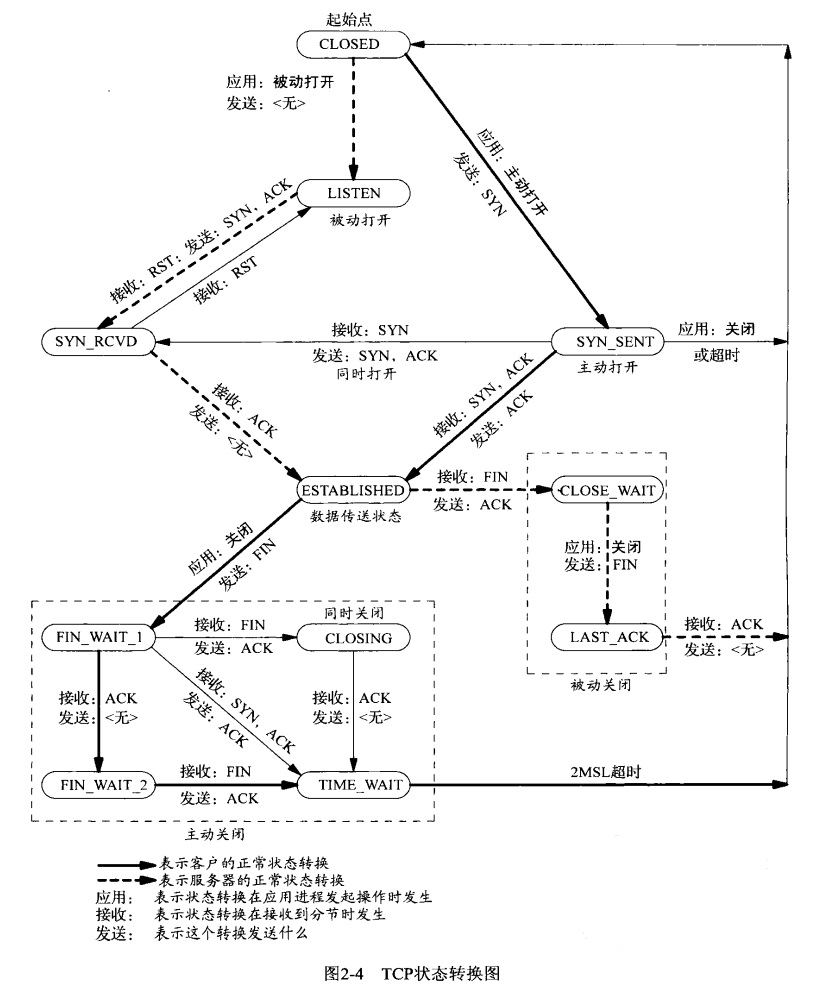 起始点
CLOSED
应用：被动打开
发送：<无>
应用：主动打开
发送：SYN
LISTEN
被动打开
接收：RST；发送：SYN，ACK
接收：RST
SYN_RCVD
接收：SYN
发送：SYN，ACK
同时打开
SYN_SENT
主动打开
应用：关闭
或超时
接收：ACK
发送：<无>
接收：SYN，ACK
发送：ACK
ESTABLISHED
数据传送状态
接收：FIN
发送：ACK
CLOSE_WAIT
应用：关闭
发送：FIN
应用：关闭
发送：FIN
LAST_ACK
接收：ACK
发送：<无>
被动关闭
同时关闭
FIN_WAIT_1
接收：FIN
发送：ACK
CLOSING
接收：ACK
发送：<无>
接收：SYN，ACK
发送：ACK
接收：ACK
发送：<无>
FIN_WAIT_2
接收：FIN
发送：ACK
TIME_WAIT
2MSL超时
主动关闭
表示客户的正常状态转换
表示服务器的正常状态转换
应用： 表示状态转换在应用进程发起操作时发生
接收： 表示状态转换在接收到分节时发生
发送： 表示这个转换发送什么
图2-4 TCP状态转换图